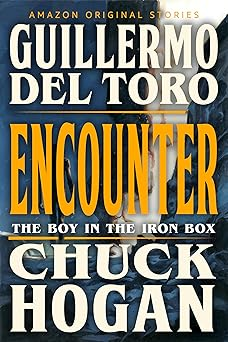 AMAZON ORIGINAL STORIES
GUILLERMO
DEL TORO
ENCOUNTER
THE BOY IN THE IRON BOX
CHUCK
HOGAN